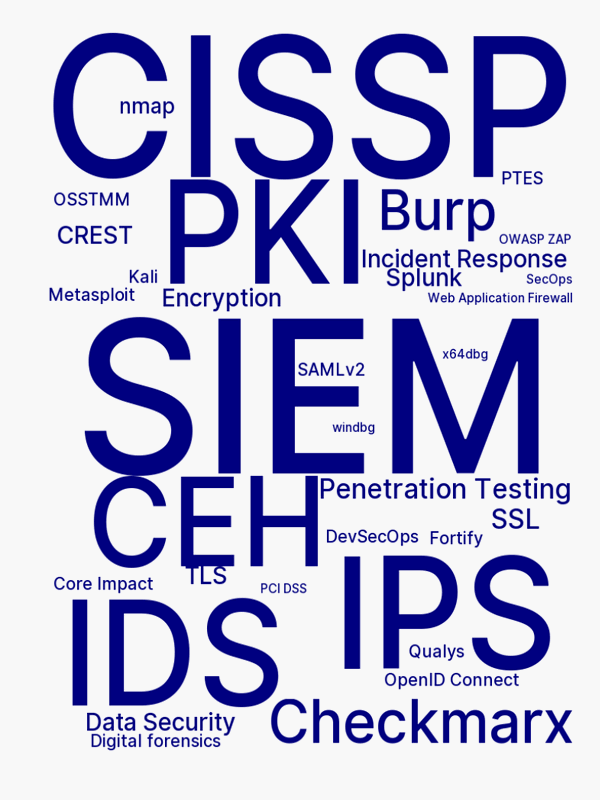 CISSP
nmap
PTES
OSSTMM
PKI
Burp
CREST
OWASP ZAP
Incident Response
Kali
Splunk
SecOps
Metasploit
Encryption
Web Application Firewall
SIEM
x64dbg
SAMLv2
windbg
CEH
Penetration Testing
SSL
DevSecOps
Fortify
TLS
Core Impact
PCI DSS
IPS
IDS
Qualys
OpenID Connect
Data Security
Checkmarx
Digital forensics